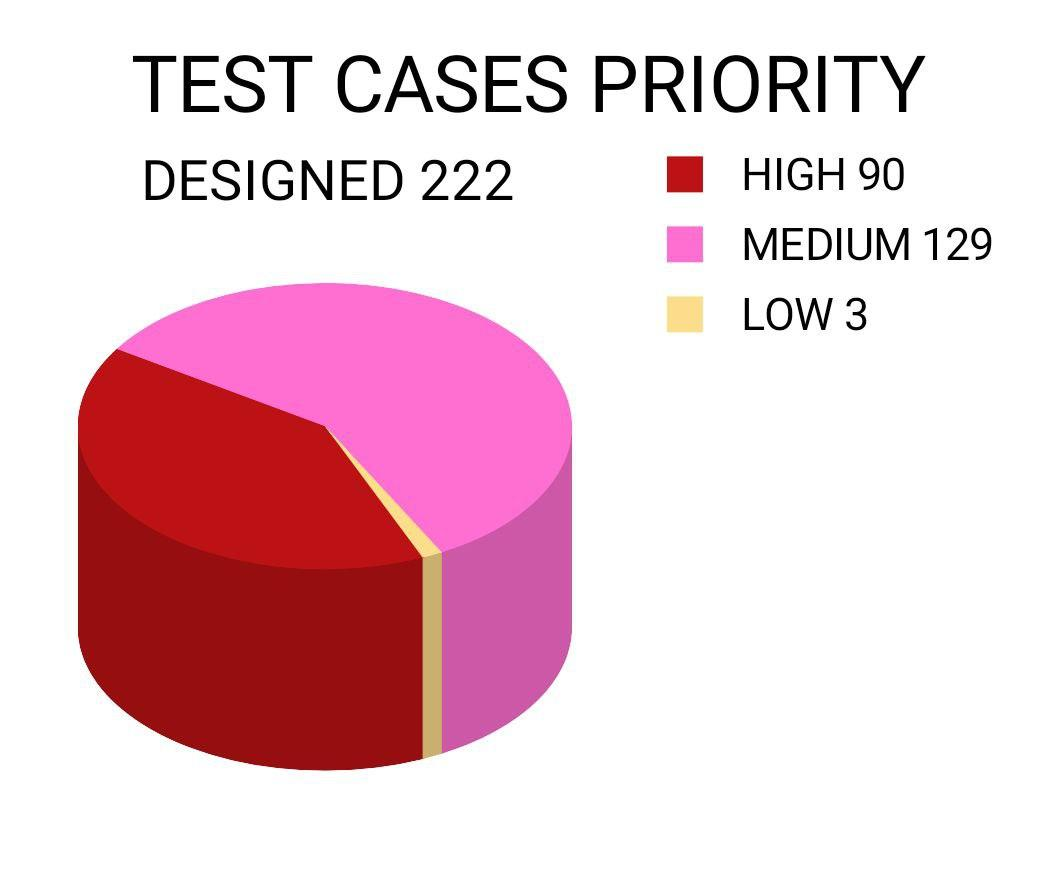 TEST CASES PRIORITY
DESIGNED 222
HIGH 90
MEDIUM 129
LOW 3